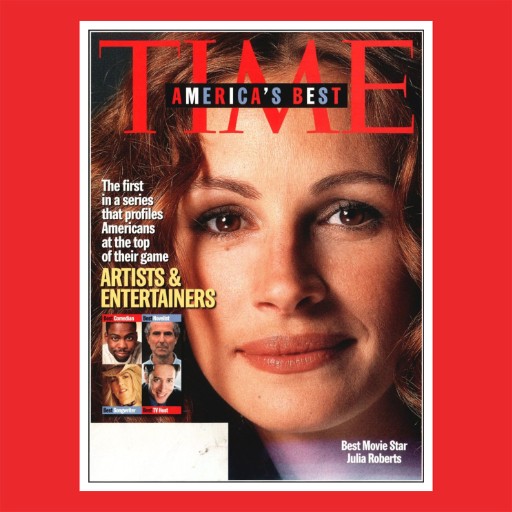 TIME
AMERICA'S BEST
The first
in a series
that profiles
Americans
at the top
of their game
ARTISTS &
ENTERTAINERS
Best Comedian
Best Novelist
Best Songwriter
Best TV Host
Best Movie Star
Julia Roberts